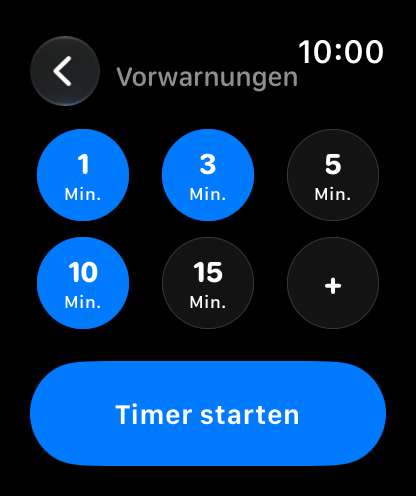 10:00
Vorwarnungen
1 3 5
Min. Min. Min.
10 15 +
Min. Min.
Timer starten